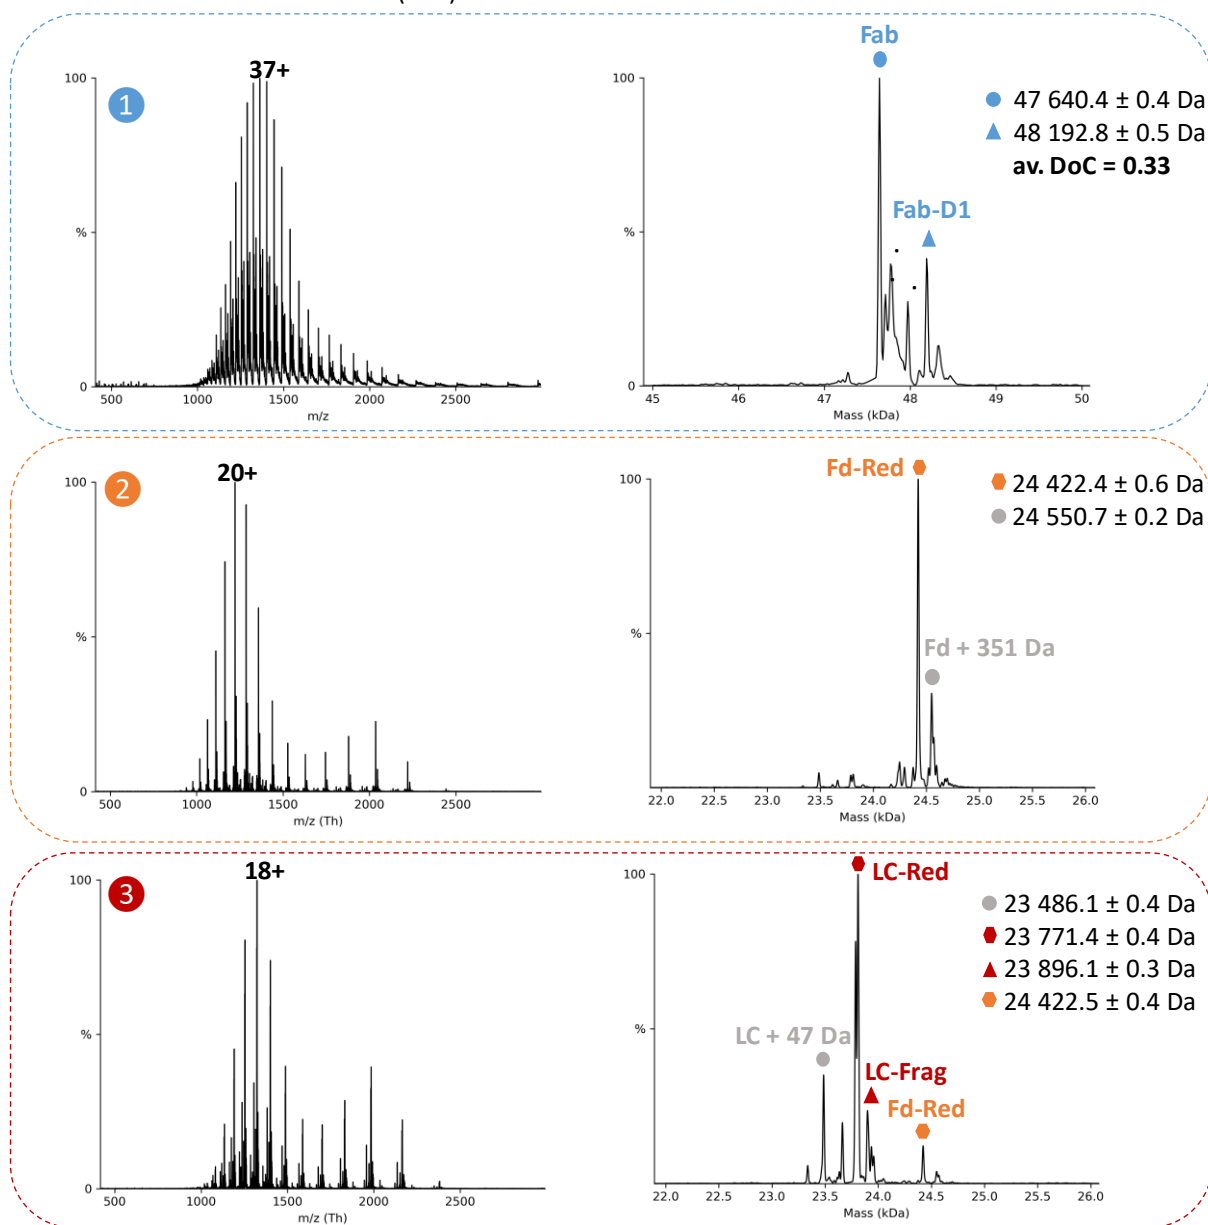 1
37+
100
%
0
500
1000
1500
2000
2500
m/z
Fab
Fab-D1
100
%
0
45
46
47
48
49
50
Mass (kDa)
47 640.4 ± 0.4 Da
48 192.8 ± 0.5 Da
av. DoC = 0.33
2
20+
100
%
0
500
1000
1500
2000
2500
m/z (Th)
Fd-Red
Fd + 351 Da
100
%
0
22.0
22.5
23.0
23.5
24.0
24.5
25.0
25.5
26.0
Mass (kDa)
24 422.4 ± 0.6 Da
24 550.7 ± 0.2 Da
3
18+
100
%
0
500
1000
1500
2000
2500
m/z (Th)
LC-Red
LC + 47 Da
LC-Frag
Fd-Red
100
%
0
22.0
22.5
23.0
23.5
24.0
24.5
25.0
25.5
26.0
Mass (kDa)
23 486.1 ± 0.4 Da
23 771.4 ± 0.4 Da
23 896.1 ± 0.3 Da
24 422.5 ± 0.4 Da